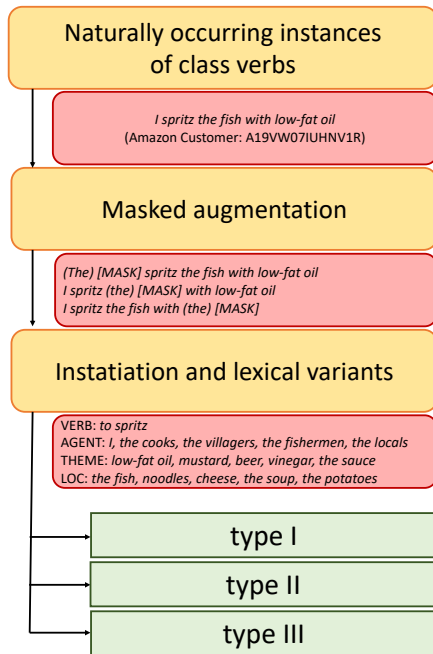 Naturally occurring instances
of class verbs
I spritz the fish with low-fat oil
(Amazon Customer: A19VW07IUHNV1R)
Masked augmentation
(The) [MASK] spritz the fish with low-fat oil
I spritz (the) [MASK] with low-fat oil
I spritz the fish with (the) [MASK]
Instatiation and lexical variants
VERB: to spritz
AGENT: I, the cooks, the villagers, the fishermen, the locals
THEME: low-fat oil, mustard, beer, vinegar, the sauce
LOC: the fish, noodles, cheese, the soup, the potatoes
type I
type II
type III